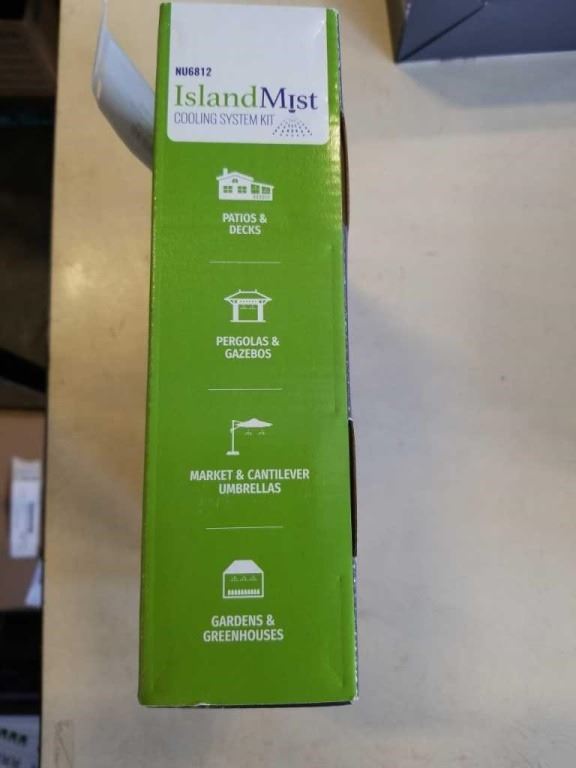 NU6812
IslandMist
COOLING SYSTEM KIT
PATIOS &
DECKS
PERGOLAS &
GAZEBOS
MARKET & CANTILEVER
UMBRELLAS
GARDENS &
GREENHOUSES